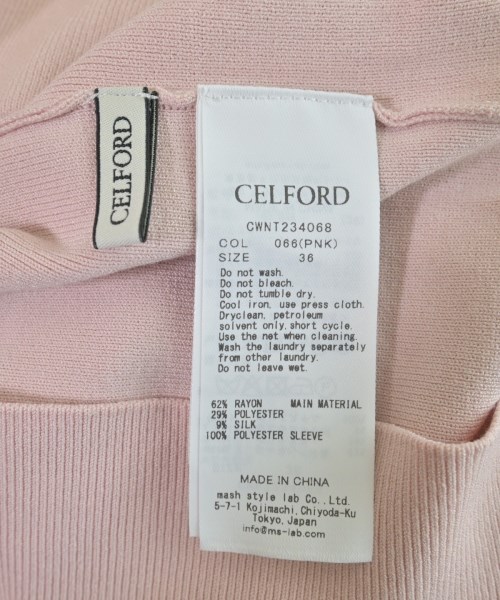 CELFORD
CELFORD
CWNT234068
COL 066(PNK)
SIZE 36
Do not wash.
Do not bleach.
Do not tumble dry.
Cool iron, use press cloth.
Dryclean, petroleum
solvent only, short cycle.
Use the net when cleaning.
Wash the laundry separately
from other laundry.
Do not leave wet.
62% RAYON MAIN MATERIAL
29% POLYESTER
9% SILK
100% POLYESTER SLEEVE
MADE IN CHINA
mash style lab Co.,Ltd.
5-7-1 Kojimachi, Chiyoda-Ku
Tokyo, Japan
info@ms-lab.com